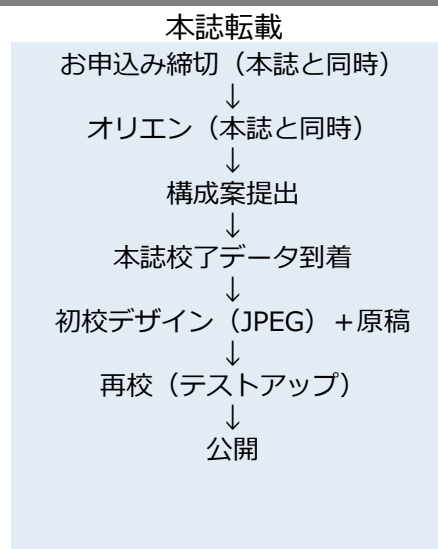 本誌転載
お申込み締切（本誌と同時）
↓
オリエン（本誌と同時）
↓
構成案提出
↓
本誌校了データ到着
↓
初校デザイン（JPEG）＋原稿
↓
再校（テストアップ）
↓
公開